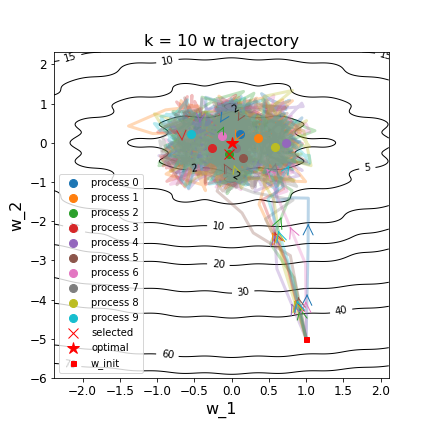 k = 10 w trajectory
15
10
15
2
2
2
5
10
20
30
40
60
2
1
0
−1
−2
−3
−4
−5
−6
w_2
process 0
process 1
process 2
process 3
process 4
process 5
process 6
process 7
process 8
process 9
selected
optimal
w_init
−2.0 −1.5 −1.0 −0.5 0.0 0.5 1.0 1.5 2.0
w_1